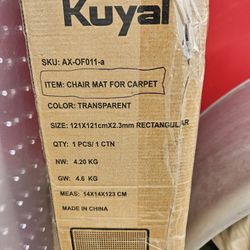 Kuyal
SKU: AX-OF011-a
ITEM: CHAIR MAT FOR CARPET
COLOR: TRANSPARENT
SIZE: 121X121cmX2.3mm RECTANGULAR
QTY: 1 PCS/ 1 CTN
NW: 4.20 KG
GW: 4.6 KG
MEAS: 14X14X123 CM
MADE IN CHINA